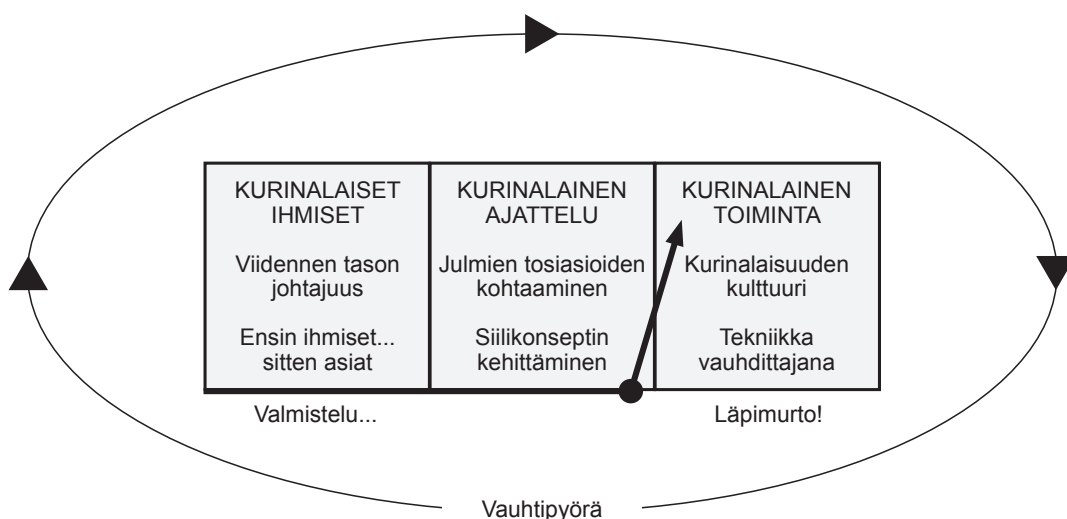 KURINALAISET
IHMISET
Viidennen tason
johtajuus
Ensin ihmiset...
sitten asiat
KURINALAINEN
AJATTELU
Julmien tosiasioiden
kohtaaminen
Siilikonseptin
kehittäminen
KURINALAINEN
TOIMINTA
Kurinalaisuuden
kulttuuri
Tekniikka
vauhdittajana
Valmistelu...
Läpimurto!
Vauhtipyörä